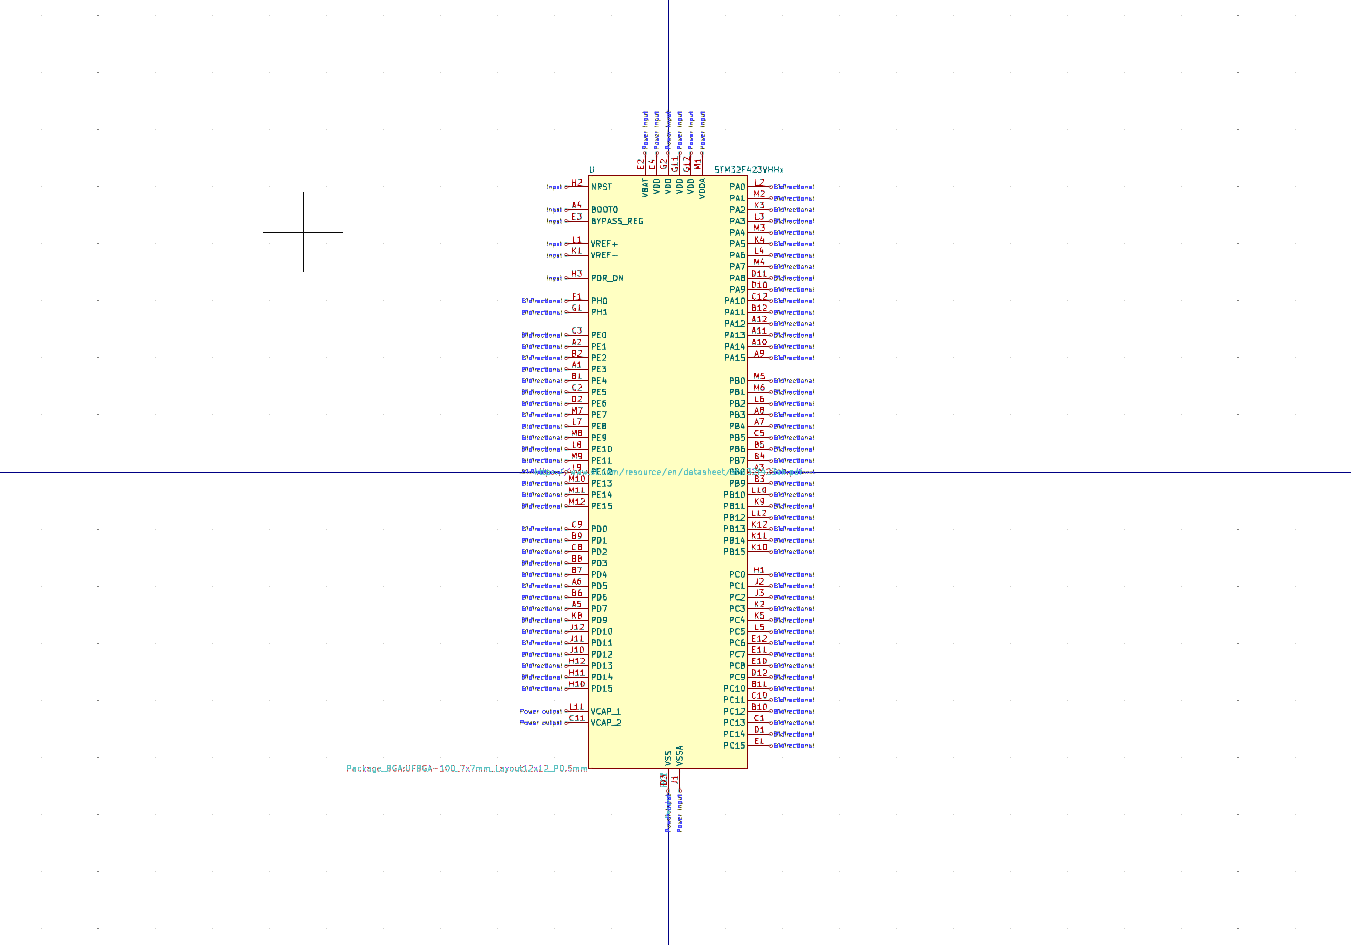 Power input Power input Power input Power input Power input Power input
E2 C4 G2 G11 G12 M1
U STM32F423VHHx
VBAT VDD VDD VDD VDD VDDA
Input H2 NRST
Input A4 BOOT0
Input E3 BYPASS_REG
Input L1 VREF+
Input K1 VREF-
Input H3 PDR_ON
Bidirectional F1 PH0
Bidirectional G1 PH1
Bidirectional C3 PE0
Bidirectional A2 PE1
Bidirectional B2 PE2
Bidirectional A1 PE3
Bidirectional B1 PE4
Bidirectional C2 PE5
Bidirectional D2 PE6
Bidirectional M7 PE7
Bidirectional L7 PE8
Bidirectional M8 PE9
Bidirectional L8 PE10
Bidirectional M9 PE11
Bidirectional L9 PE12
Bidirectional M10 PE13
Bidirectional M11 PE14
Bidirectional M12 PE15
Bidirectional C9 PD0
Bidirectional B9 PD1
Bidirectional C8 PD2
Bidirectional B8 PD3
Bidirectional B7 PD4
Bidirectional A6 PD5
Bidirectional B6 PD6
Bidirectional A5 PD7
Bidirectional K8 PD9
Bidirectional J12 PD10
Bidirectional J11 PD11
Bidirectional J10 PD12
Bidirectional H12 PD13
Bidirectional H11 PD14
Bidirectional H10 PD15
Power output L11 VCAP_1
Power output C11 VCAP_2
PA0 L2 Bidirectional
PA1 M2 Bidirectional
PA2 K3 Bidirectional
PA3 L3 Bidirectional
PA4 M3 Bidirectional
PA5 K4 Bidirectional
PA6 L4 Bidirectional
PA7 M4 Bidirectional
PA8 D11 Bidirectional
PA9 D10 Bidirectional
PA10 C12 Bidirectional
PA11 B12 Bidirectional
PA12 A12 Bidirectional
PA13 A11 Bidirectional
PA14 A10 Bidirectional
PA15 A9 Bidirectional
PB0 M5 Bidirectional
PB1 M6 Bidirectional
PB2 L6 Bidirectional
PB3 A8 Bidirectional
PB4 A7 Bidirectional
PB5 C5 Bidirectional
PB6 B5 Bidirectional
PB7 B4 Bidirectional
PB8 A3 Bidirectional
PB9 B3 Bidirectional
PB10 L10 Bidirectional
PB11 K9 Bidirectional
PB12 L12 Bidirectional
PB13 K12 Bidirectional
PB14 K11 Bidirectional
PB15 K10 Bidirectional
PC0 H1 Bidirectional
PC1 J2 Bidirectional
PC2 J3 Bidirectional
PC3 K2 Bidirectional
PC4 K5 Bidirectional
PC5 L5 Bidirectional
PC6 E12 Bidirectional
PC7 E11 Bidirectional
PC8 E10 Bidirectional
PC9 D12 Bidirectional
PC10 B11 Bidirectional
PC11 C10 Bidirectional
PC12 B10 Bidirectional
PC13 C1 Bidirectional
PC14 D1 Bidirectional
PC15 E1 Bidirectional
VSS VSSA
Package_BGA:UFBGA-100_7x7mm_Layout12x12_P0.5mm
J1
Power input Power input